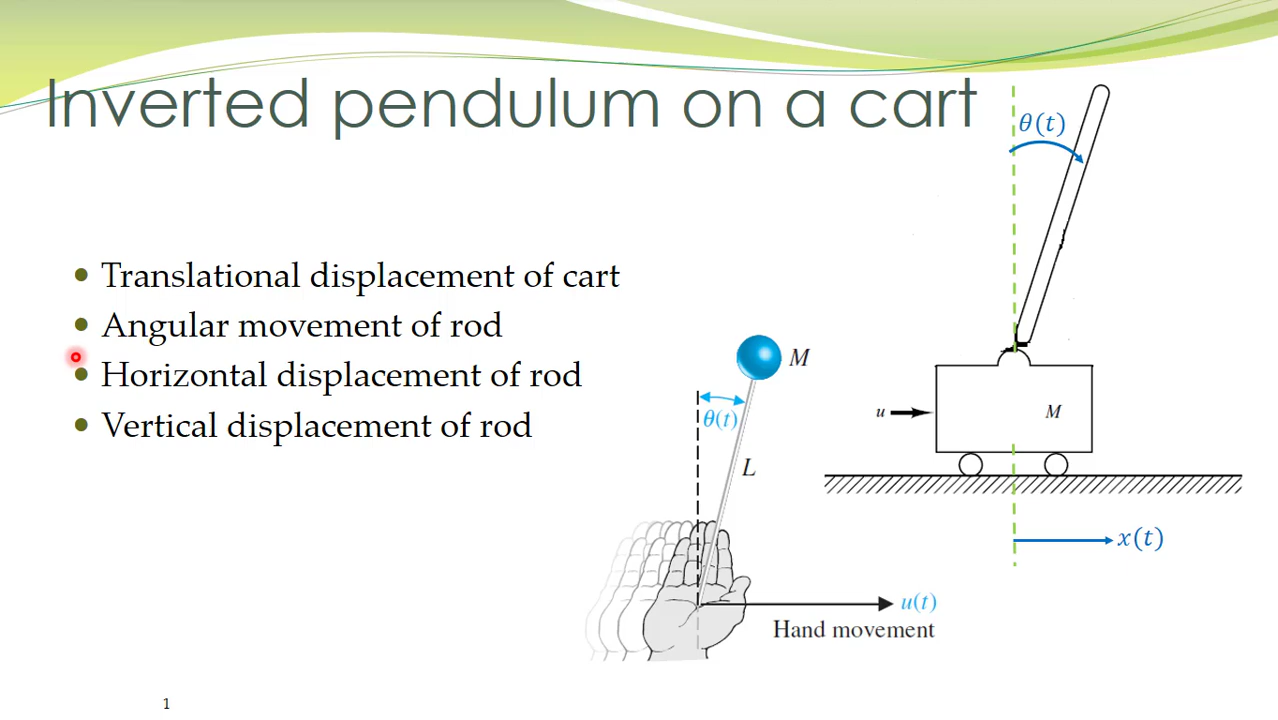 Inverted pendulum on a cart
θ(t)
Translational displacement of cart
Angular movement of rod
Horizontal displacement of rod
Vertical displacement of rod
M
θ(t)
L
u
M
x(t)
u(t)
Hand movement
1